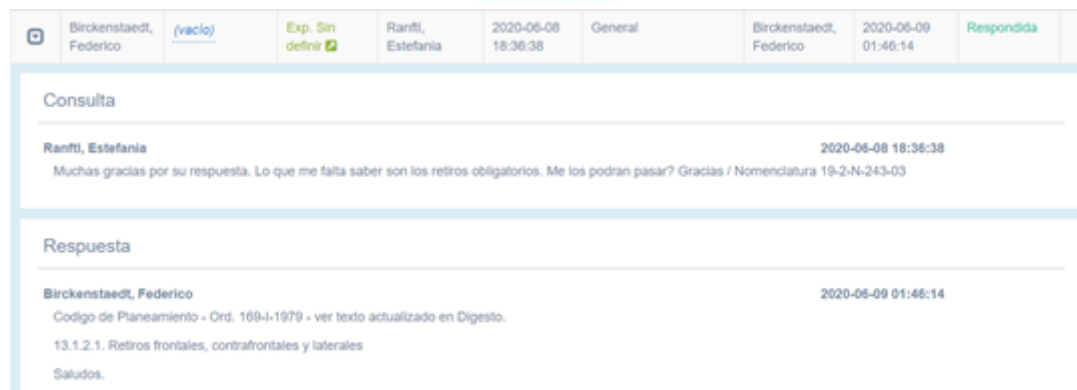 Birckenstaedt, Federico
(vacío)
Exp. Sin definir
Ranftl, Estefania
2020-06-08 18:36:38
General
Birckenstaedt, Federico
2020-06-09 01:46:14
Respondida
Consulta
Ranftl, Estefania 2020-06-08 18:36:38
Muchas gracias por su respuesta. Lo que me falta saber son los retiros obligatorios. Me los podran pasar? Gracias / Nomenclatura 19-2-N-243-03
Respuesta
Birckenstaedt, Federico 2020-06-09 01:46:14
Codigo de Planeamiento - Ord. 169-I-1979 - ver texto actualizado en Digesto.
13.1.2.1. Retiros frontales, contrafrontales y laterales
Saludos.